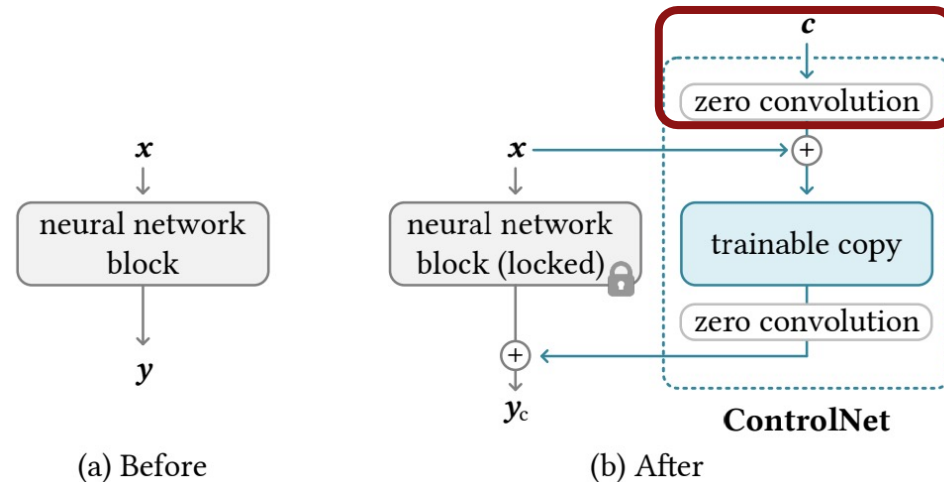 x
neural network
block
y
(a) Before
c
zero convolution
x
+
neural network
block (locked)
trainable copy
zero convolution
+
yc
ControlNet
(b) After